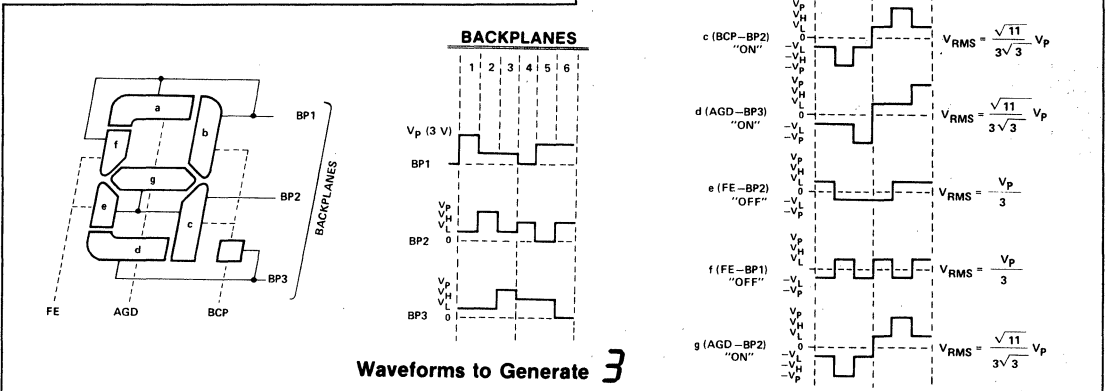 BACKPLANES
1 2 3 4 5 6
a
b
f
g
e
c
d
BP1
BP2
BP3
BACKPLANES
FE
AGD
BCP
VP (3 V)
BP1
VP
VH
VL
0
BP2
VP
VH
VL
0
BP3
Waveforms to Generate 3
VP
VH
VL
0
-VL
-VH
-VP
c (BCP-BP2)
"ON"
VRMS = √11 / 3√3 VP
VP
VH
VL
0
-VL
-VP
d (AGD-BP3)
"ON"
VRMS = √11 / 3√3 VP
VP
VH
VL
0
-VL
-VP
e (FE-BP2)
"OFF"
VRMS = VP / 3
VP
VH
VL
-VL
-VP
f (FE-BP1)
"OFF"
VRMS = VP / 3
VP
VH
VL
0
-VL
-VH
-VP
g (AGD-BP2)
"ON"
VRMS = √11 / 3√3 VP